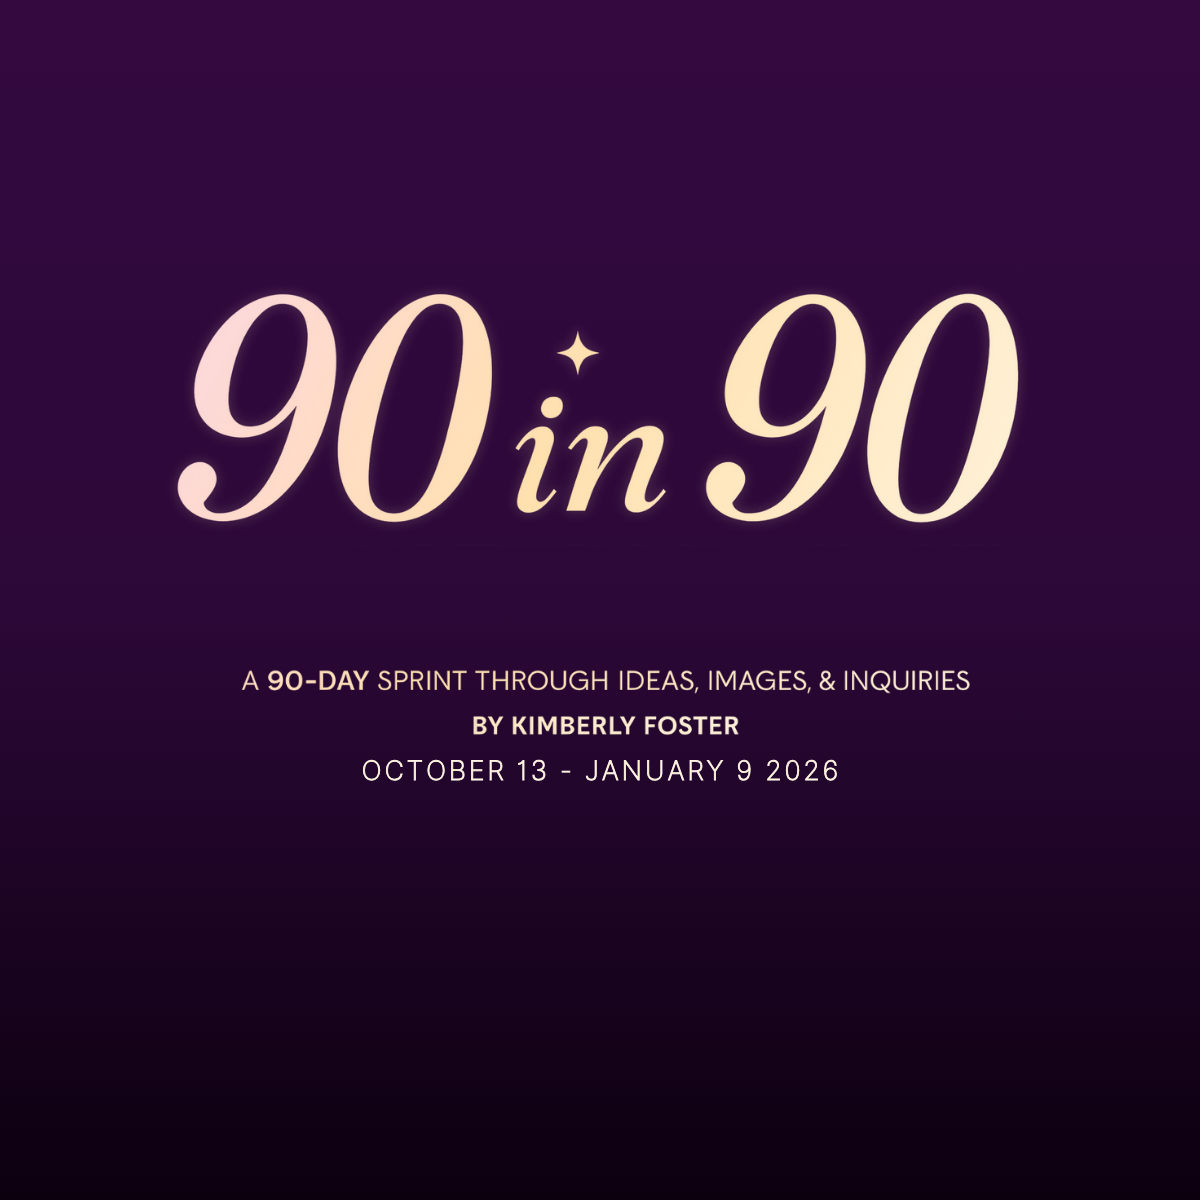 90 in 90
A 90-DAY SPRINT THROUGH IDEAS, IMAGES, & INQUIRIES
BY KIMBERLY FOSTER
OCTOBER 13 - JANUARY 9 2026